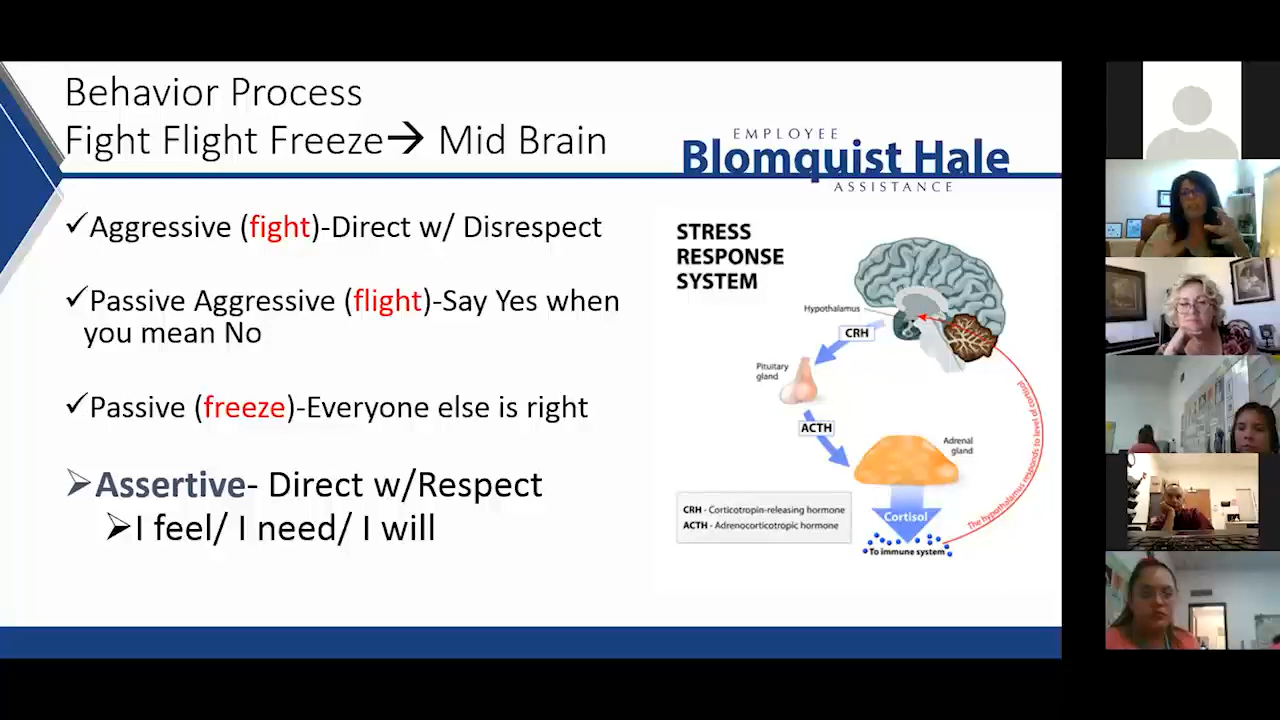 Behavior Process
Fight Flight Freeze→ Mid Brain
EMPLOYEE
Blomquist Hale
ASSISTANCE
✓Aggressive (fight)-Direct w/ Disrespect
✓Passive Aggressive (flight)-Say Yes when
you mean No
✓Passive (freeze)-Everyone else is right
➢Assertive- Direct w/Respect
➢I feel/ I need/ I will
STRESS
RESPONSE
SYSTEM
Hypothalamus
CRH
Pituitary
gland
ACTH
Adrenal
gland
The hypothalamus responds to level of cortisol
CRH - Corticotropin-releasing hormone
ACTH - Adrenocorticotropic hormone
Cortisol
To immune system